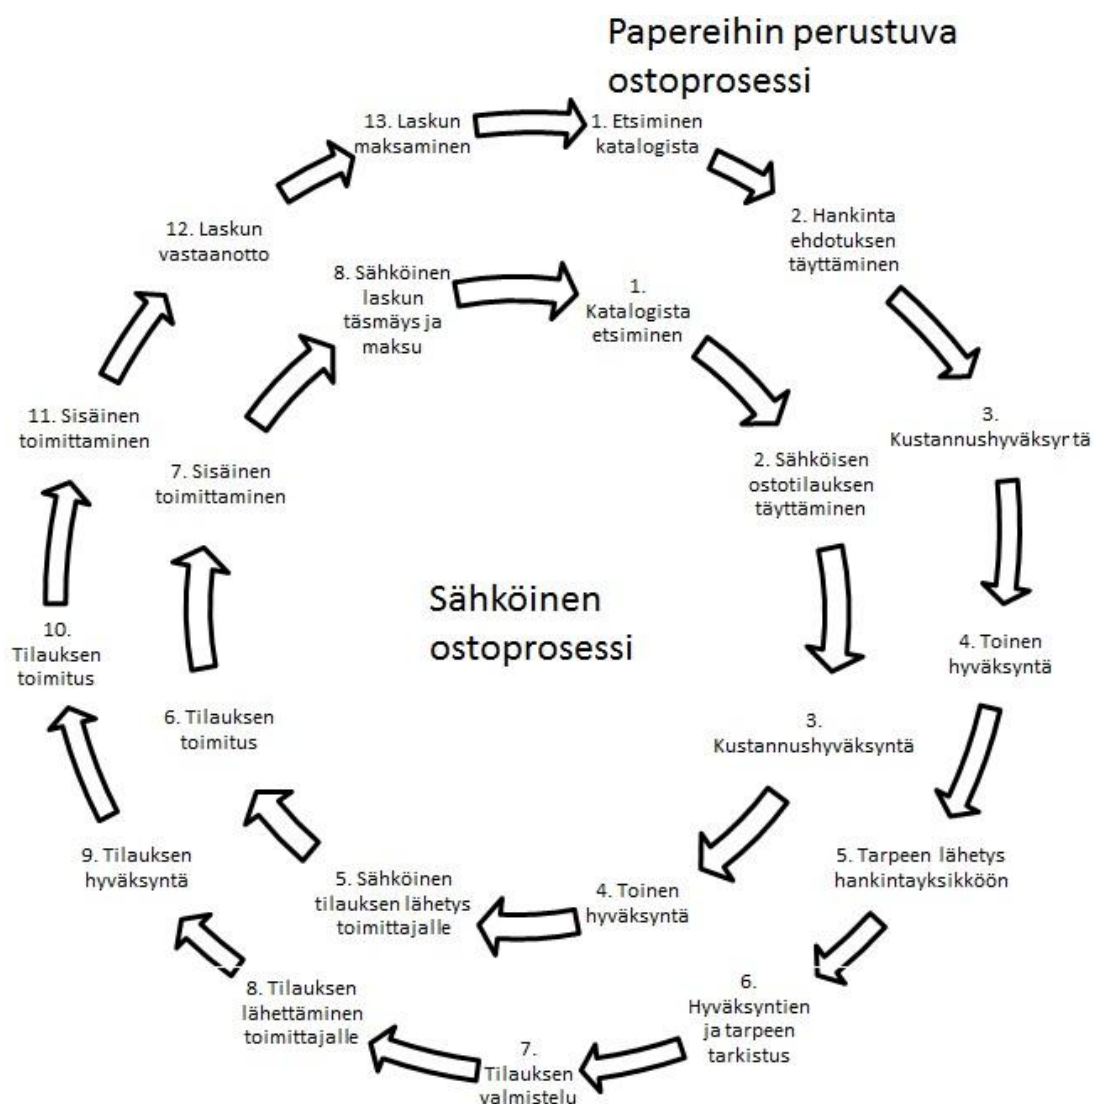 Papereihin perustuva
ostoprosessi
1. Etsiminen
katalogista
2. Hankinta
ehdotuksen
täyttäminen
3.
Kustannushyväksyrtä
4. Toinen
hyväksyntä
5. Tarpeen lähetys
hankintayksikköön
6.
Hyväksyntien
ja tarpeen
tarkistus
7.
Tilauksen
valmistelu
8. Tilauksen
lähettäminen
toimittajalle
9. Tilauksen
hyväksyntä
10.
Tilauksen
toimitus
11. Sisäinen
toimittaminen
12. Laskun
vastaanotto
13. Laskun
maksaminen
Sähköinen
ostoprosessi
1.
Katalogista
etsiminen
2. Sähköisen
ostotilauksen
täyttäminen
3.
Kustannushyväksyntä
4. Toinen
hyväksyntä
5. Sähköinen
tilauksen lähetys
toimittajalle
6. Tilauksen
toimitus
7. Sisäinen
toimittaminen
8. Sähköinen
laskun
täsmäys ja
maksu